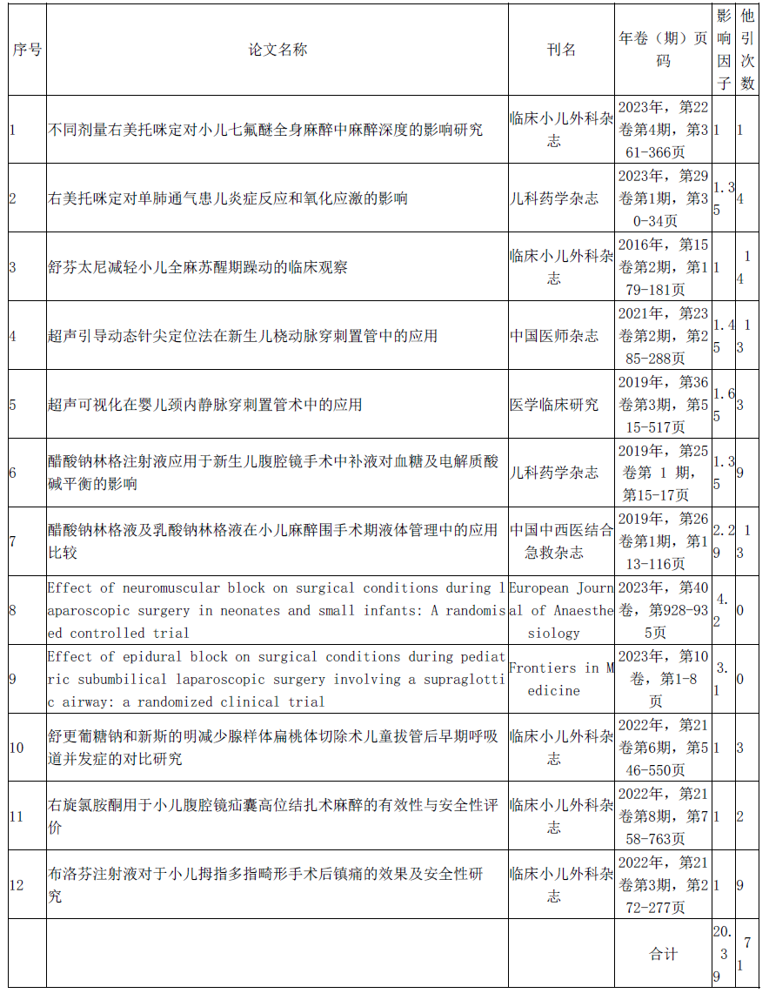 序号 论文名称 刊名 年卷（期）页码 影响因子 他引次数
1 不同剂量右美托咪定对小儿七氟醚全身麻醉中麻醉深度的影响研究 临床小儿外科杂志 2023年，第22卷第4期，第361-366页 1 1
2 右美托咪定对单肺通气患儿炎症反应和氧化应激的影响 儿科药学杂志 2023年，第29卷第1期，第30-34页 1.35 4
3 舒芬太尼减轻小儿全麻苏醒期躁动的临床观察 临床小儿外科杂志 2016年，第15卷第2期，第179-181页 1 14
4 超声引导动态针尖定位法在新生儿桡动脉穿刺置管中的应用 中国医师杂志 2021年，第23卷第2期，第285-288页 1.45 13
5 超声可视化在婴儿颈内静脉穿刺置管术中的应用 医学临床研究 2019年，第36卷第3期，第515-517页 1.65 3
6 醋酸钠林格注射液应用于新生儿腹腔镜手术中补液对血糖及电解质酸碱平衡的影响 儿科药学杂志 2019年，第25卷第 1 期，第15-17页 1.35 9
7 醋酸钠林格液及乳酸钠林格液在小儿麻醉围手术期液体管理中的应用比较 中国中西医结合急救杂志 2019年，第26卷第1期，第113-116页 2.29 13
8 Effect of neuromuscular block on surgical conditions during laparoscopic surgery in neonates and small infants: A randomised controlled trial European Journal of Anaesthesiology 2023年，第40卷，第928-935页 4.2 0
9 Effect of epidural block on surgical conditions during pediatric subumbilical laparoscopic surgery involving a supraglottic airway: a randomized clinical trial Frontiers in Medicine 2023年，第10卷，第1-8页 3.1 0
10 舒更葡糖钠和新斯的明减少腺样体扁桃体切除术儿童拔管后早期呼吸道并发症的对比研究 临床小儿外科杂志 2022年，第21卷第6期，第546-550页 1 3
11 右旋氯胺酮用于小儿腹腔镜疝囊高位结扎术麻醉的有效性与安全性评价 临床小儿外科杂志 2022年，第21卷第8期，第758-763页 1 2
12 布洛芬注射液对于小儿拇指多指畸形手术后镇痛的效果及安全性研究 临床小儿外科杂志 2022年，第21卷第3期，第272-277页 1 9
合计 20.39 71